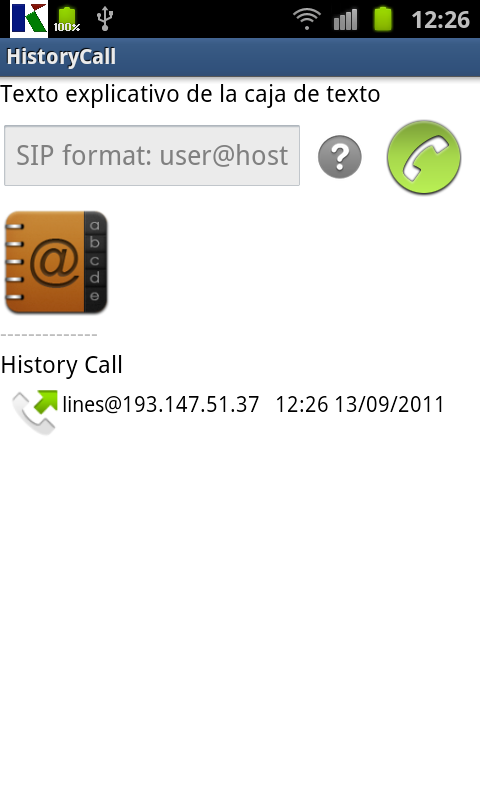 K 100% 12:26
HistoryCall
Texto explicativo de la caja de texto
SIP format: user@host ?
@ a
b
c
d
e
--------------
History Call
lines@193.147.51.37 12:26 13/09/2011